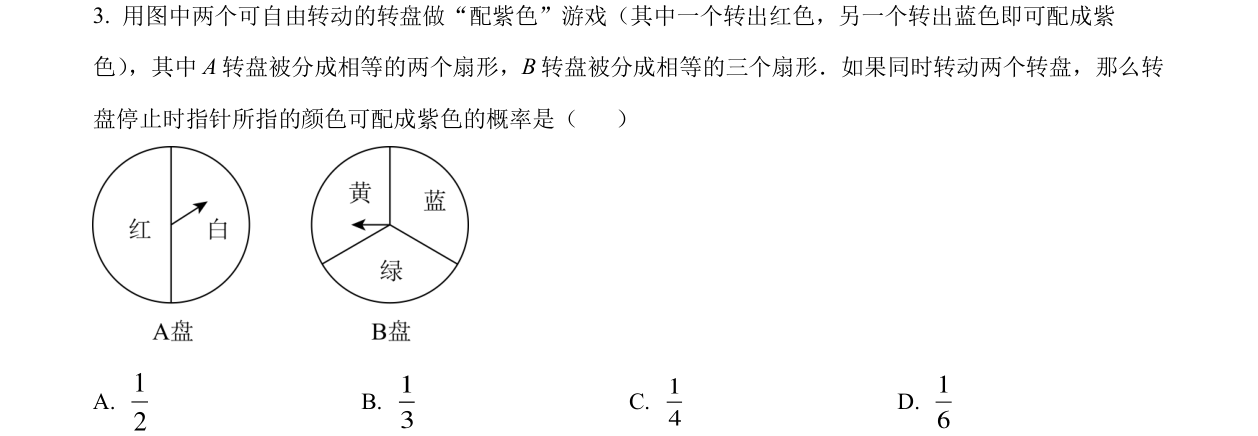 3. 用图中两个可自由转动的转盘做“配紫色”游戏（其中一个转出红色，另一个转出蓝色即可配成紫
色），其中 A 转盘被分成相等的两个扇形，B 转盘被分成相等的三个扇形．如果同时转动两个转盘，那么转
盘停止时指针所指的颜色可配成紫色的概率是（ ）
红 白 黄 蓝
绿
A盘 B盘
A. 1/2 B. 1/3 C. 1/4 D. 1/6